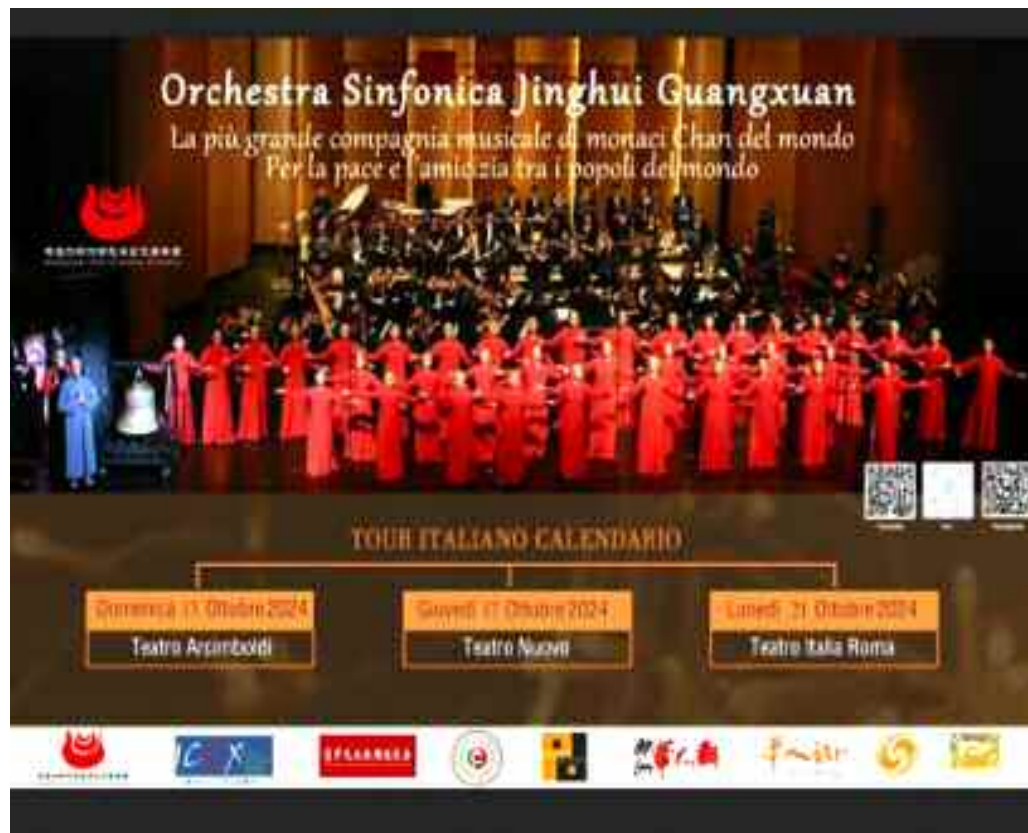 Orchestra Sinfonica Jinghui Guangxuan
La più grande compagnia musicale di monaci Chan del mondo
Per la pace e l'amicizia tra i popoli del mondo
TOUR ITALIANO CALENDARIO
Domenica Ottobre 2024
Giovedì 17 Ottobre 2024
Lunedì 21 Ottobre 2024
Teatro Arcimboldi
Teatro Nuovo
Teatro Italia Roma